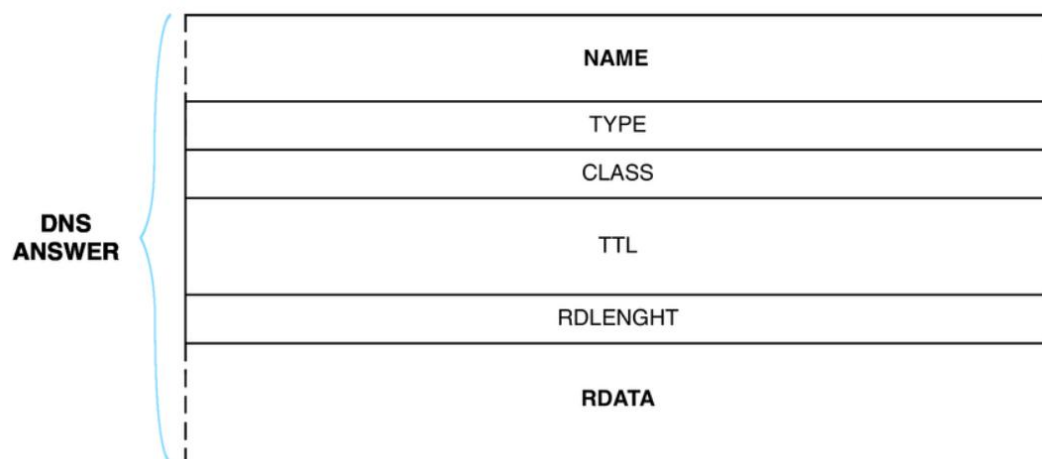 NAME
TYPE
CLASS
DNS
ANSWER
TTL
RDLENGHT
RDATA